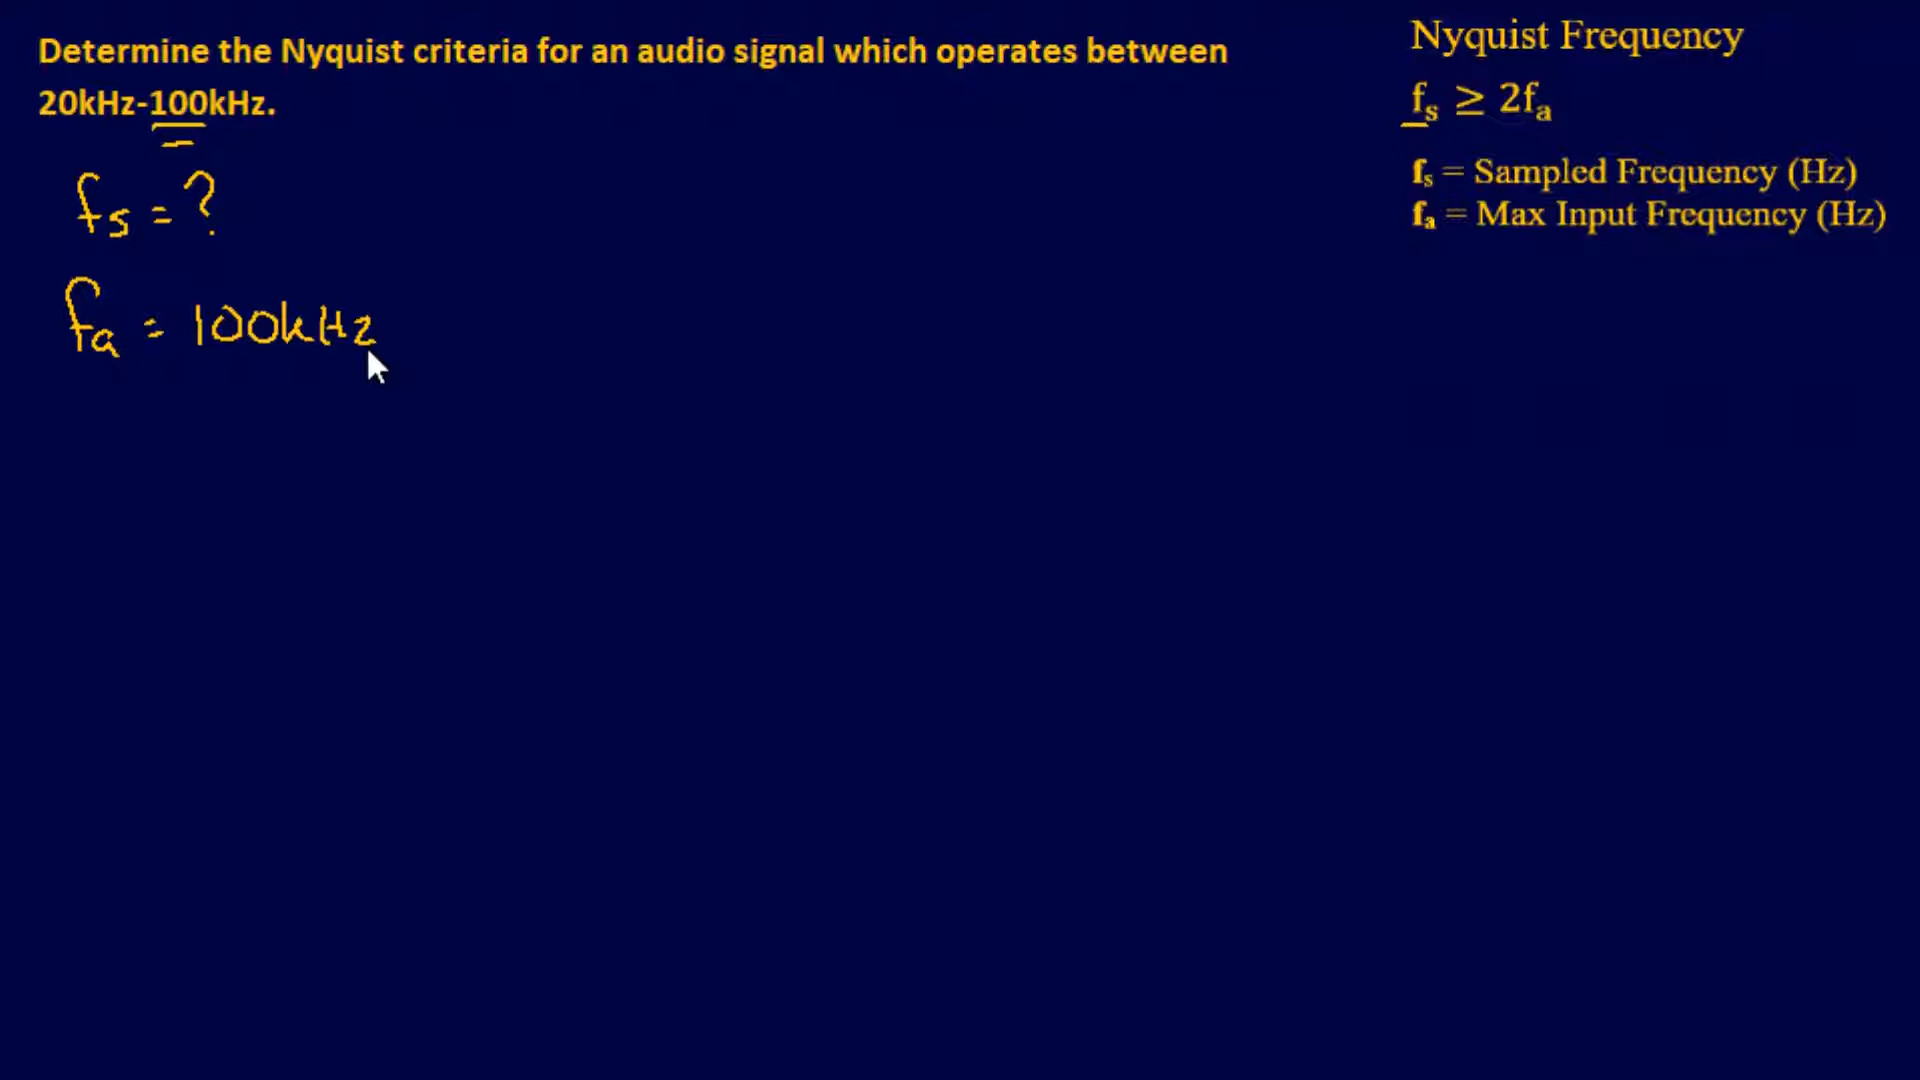 Determine the Nyquist criteria for an audio signal which operates between
20kHz-100kHz.
fs = ?
fa = 100kHz
Nyquist Frequency
fs ≥ 2fa
fs = Sampled Frequency (Hz)
fa = Max Input Frequency (Hz)